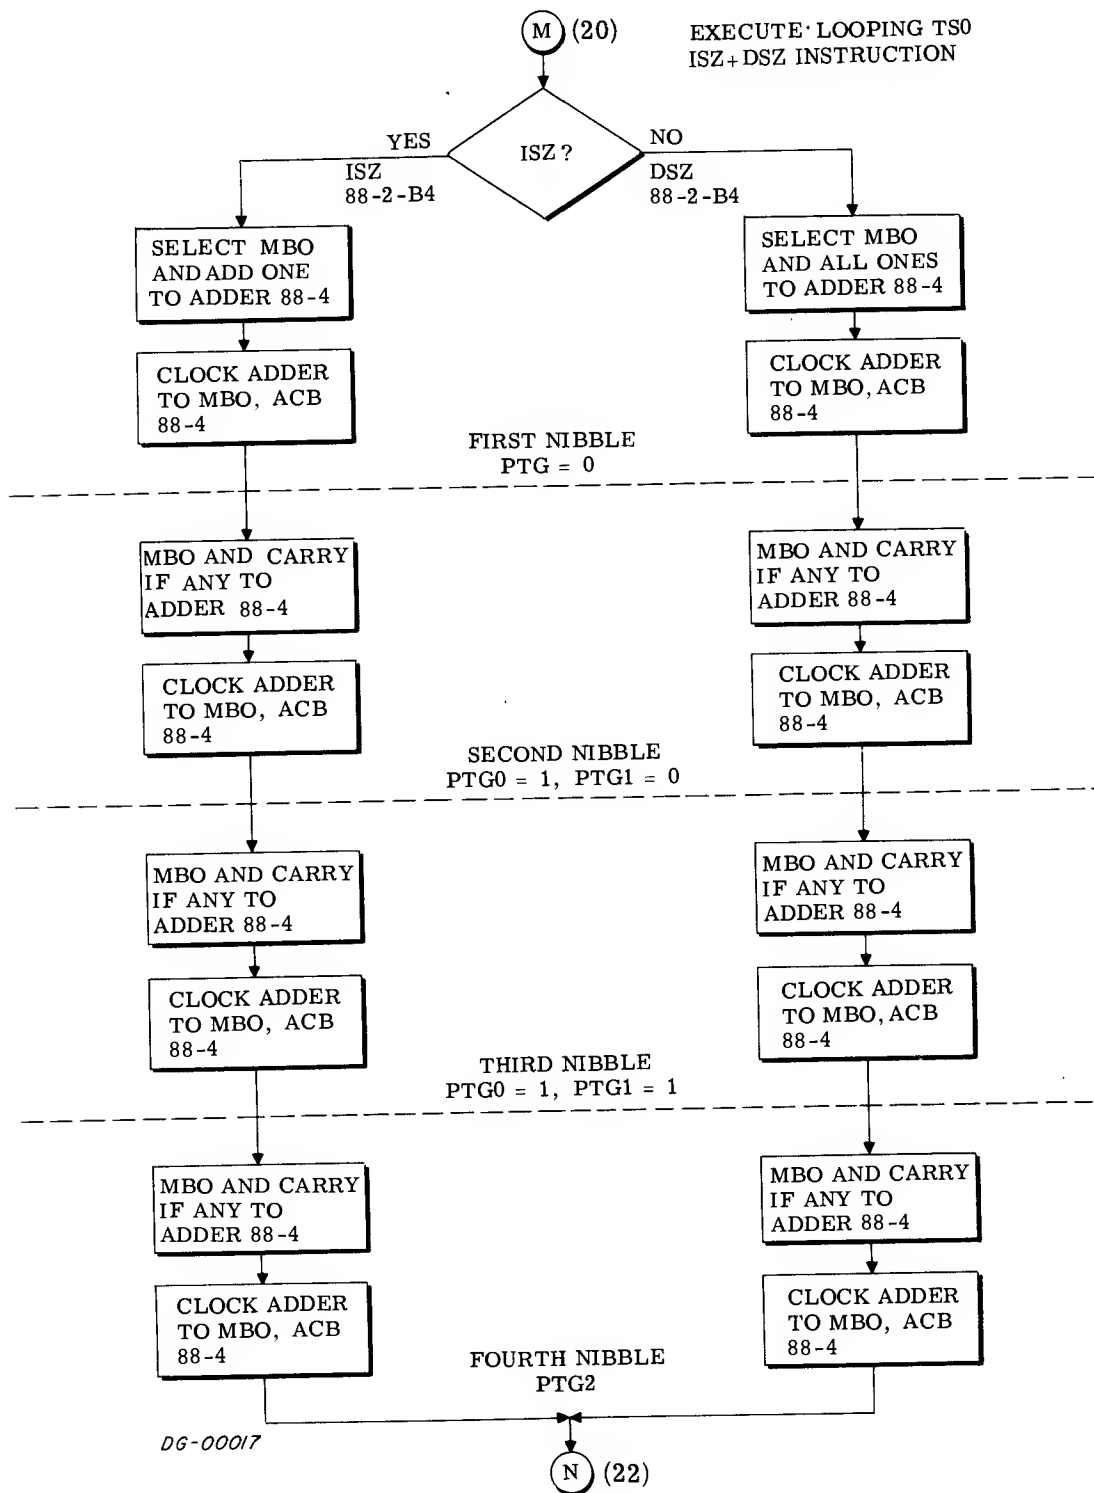 M (20)
EXECUTE· LOOPING TS0
ISZ+DSZ INSTRUCTION
ISZ ?
YES
ISZ
88-2-B4
NO
DSZ
88-2-B4
SELECT MBO
AND ADD ONE
TO ADDER 88-4
SELECT MBO
AND ALL ONES
TO ADDER 88-4
CLOCK ADDER
TO MBO, ACB
88-4
CLOCK ADDER
TO MBO, ACB
88-4
FIRST NIBBLE
PTG = 0
MBO AND CARRY
IF ANY TO
ADDER 88-4
MBO AND CARRY
IF ANY TO
ADDER 88-4
CLOCK ADDER
TO MBO, ACB
88-4
CLOCK ADDER
TO MBO, ACB
88-4
SECOND NIBBLE
PTG0 = 1, PTG1 = 0
MBO AND CARRY
IF ANY TO
ADDER 88-4
MBO AND CARRY
IF ANY TO
ADDER 88-4
CLOCK ADDER
TO MBO, ACB
88-4
CLOCK ADDER
TO MBO, ACB
88-4
THIRD NIBBLE
PTG0 = 1, PTG1 = 1
MBO AND CARRY
IF ANY TO
ADDER 88-4
MBO AND CARRY
IF ANY TO
ADDER 88-4
CLOCK ADDER
TO MBO, ACB
88-4
CLOCK ADDER
TO MBO, ACB
88-4
FOURTH NIBBLE
PTG2
DG-00017
N (22)